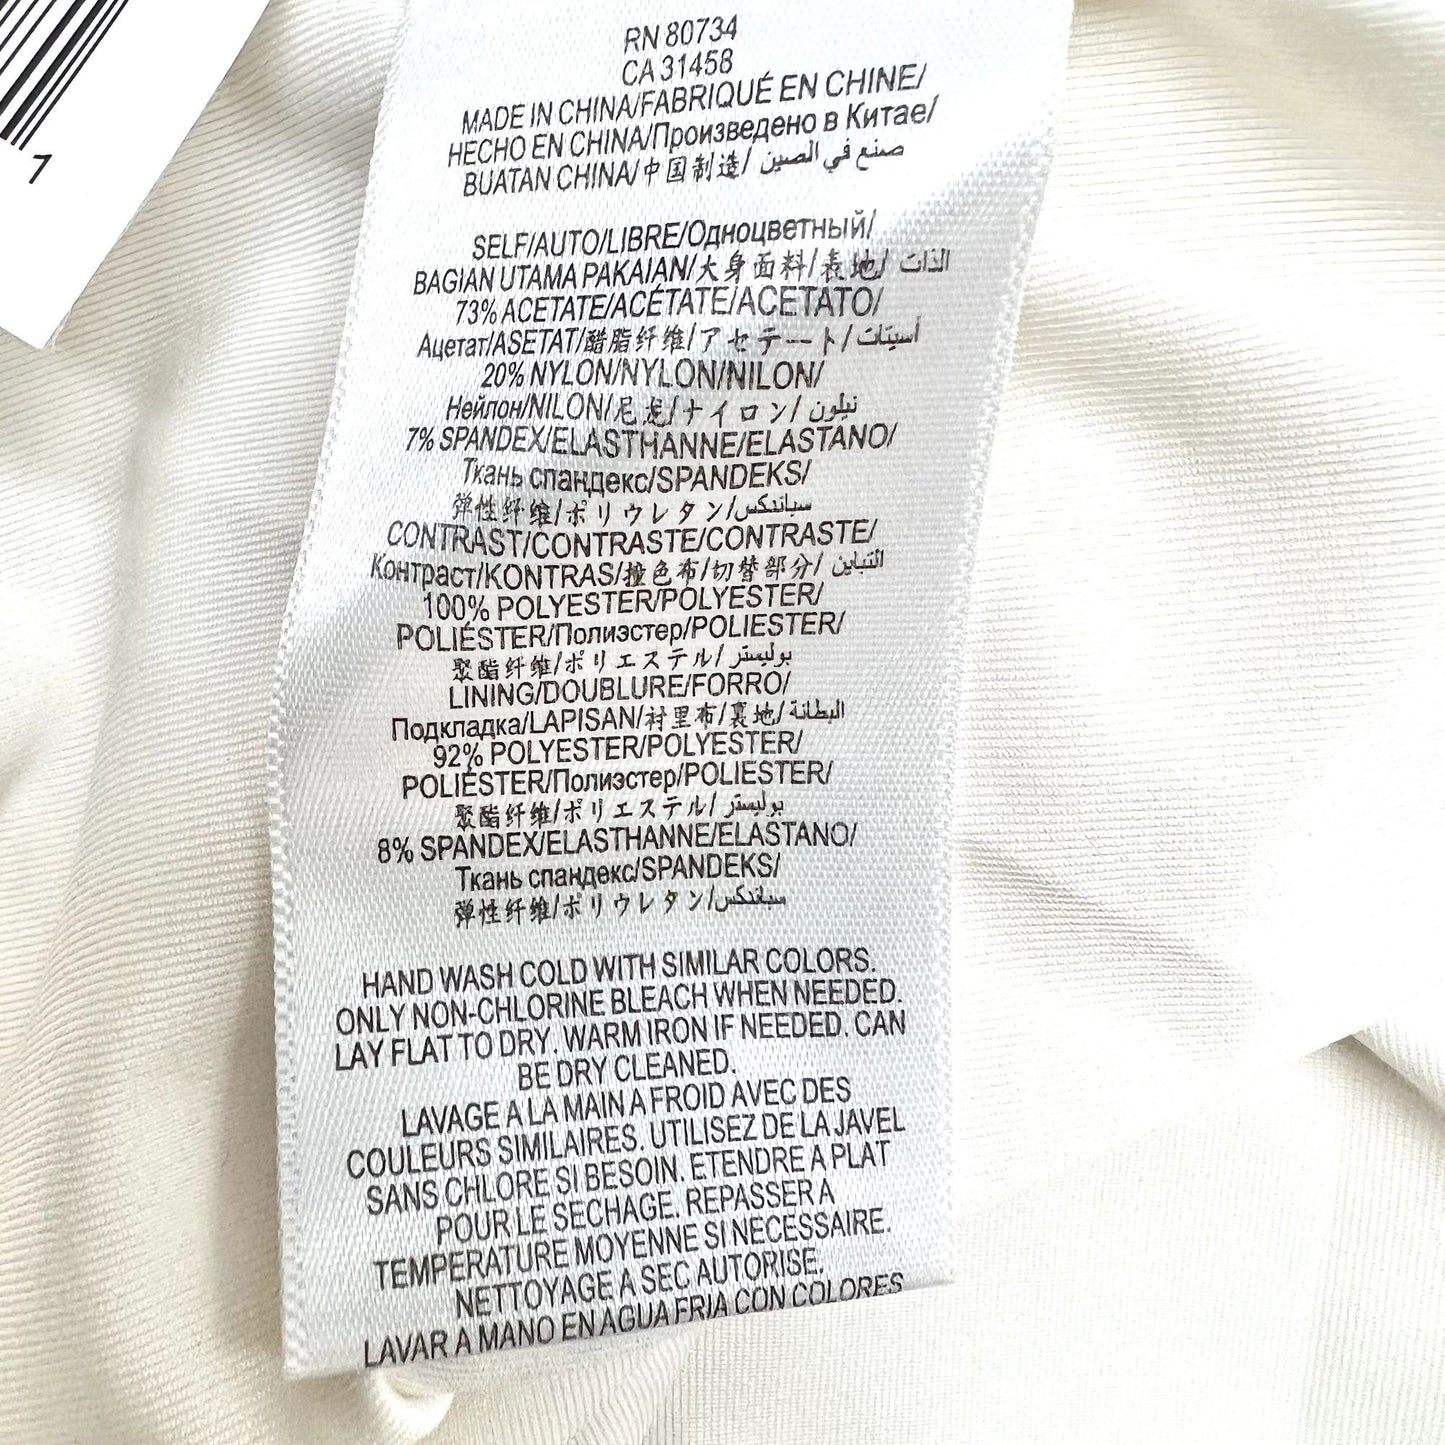 7
RN 80734
CA 31458
MADE IN CHINA/FABRIQUÉ EN CHINE/
HECHO EN CHINA/Произведено в Китае/
BUATAN CHINA/中国制造/ صنع في الصين
SELF/AUTO/LIBRE/Одноцветный/
BAGIAN UTAMA PAKAIAN/大身面料/表地/ الذات
73% ACETATE/ACÉTATE/ACETATO/
Ацетат/ASETAT/醋脂纤维/アセテート/أسيتات
20% NYLON/NYLON/NILON/
Нейлон/NILON/尼龙/ナイロン/ نيلون
7% SPANDEX/ELASTHANNE/ELASTANO/
Ткань спандекс/SPANDEKS/
弹性纤维/ポリウレタン/سباندكس
CONTRAST/CONTRASTE/CONTRASTE/
Контраст/KONTRAS/撞色布/切替部分/ التباين
100% POLYESTER/POLYESTER/
POLIÉSTER/Полиэстер/POLIESTER/
聚酯纤维/ポリエステル/ بوليستر
LINING/DOUBLURE/FORRO/
Подкладка/LAPISAN/衬里布/裏地/البطانة
92% POLYESTER/POLYESTER/
POLIÉSTER/Полиэстер/POLIESTER/
聚酯纤维/ポリエステル/ بوليستر
8% SPANDEX/ELASTHANNE/ELASTANO/
Ткань спандекс/SPANDEKS/
弹性纤维/ポリウレタン/سباندكس
HAND WASH COLD WITH SIMILAR COLORS.
ONLY NON-CHLORINE BLEACH WHEN NEEDED.
LAY FLAT TO DRY. WARM IRON IF NEEDED. CAN
BE DRY CLEANED.
LAVAGE A LA MAIN A FROID AVEC DES
COULEURS SIMILAIRES. UTILISEZ DE LA JAVEL
SANS CHLORE SI BESOIN. ETENDRE A PLAT
POUR LE SECHAGE. REPASSER A
TEMPERATURE MOYENNE SI NECESSAIRE.
NETTOYAGE A SEC AUTORISE.
LAVAR A MANO EN AGUA FRIA CON COLORES